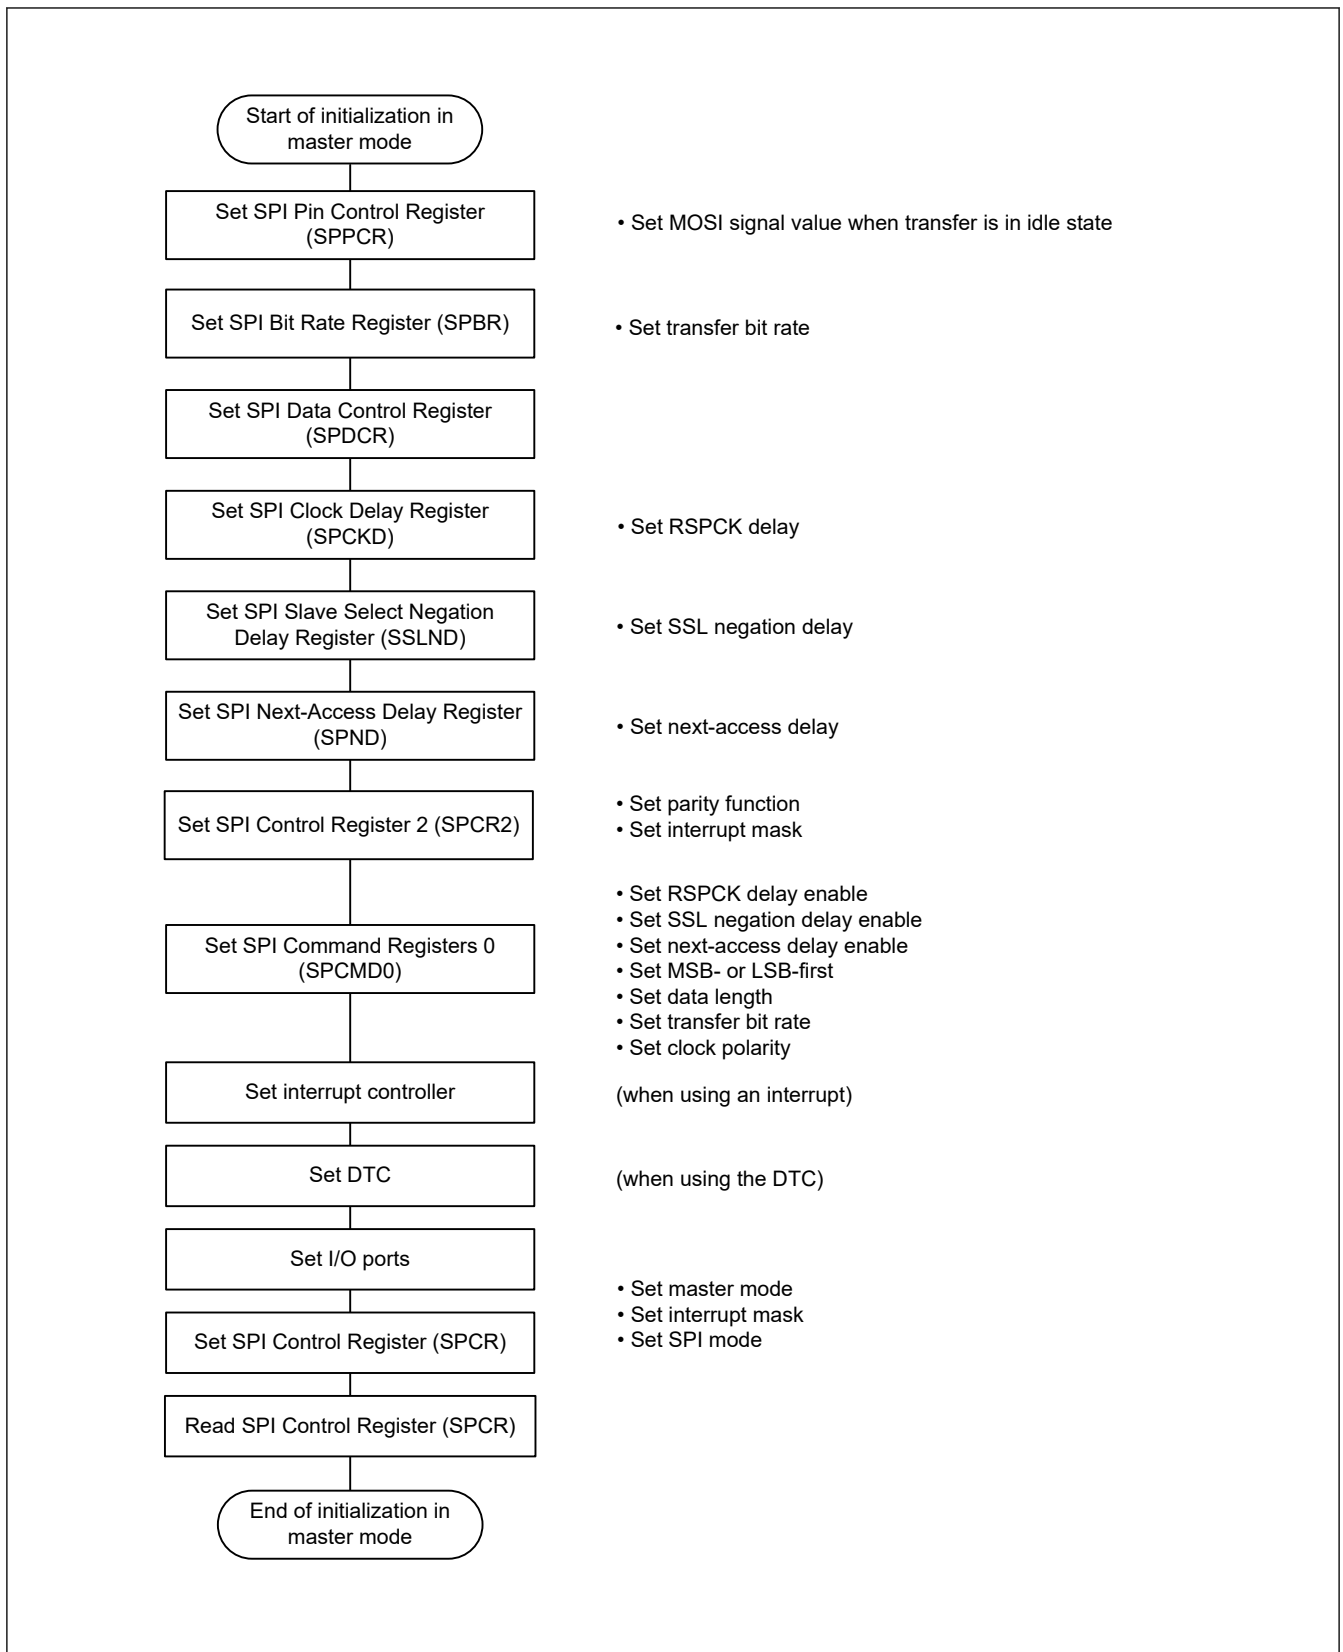 Start of initialization in
master mode
Set SPI Pin Control Register
(SPPCR)
• Set MOSI signal value when transfer is in idle state
Set SPI Bit Rate Register (SPBR)
• Set transfer bit rate
Set SPI Data Control Register
(SPDCR)
Set SPI Clock Delay Register
(SPCKD)
• Set RSPCK delay
Set SPI Slave Select Negation
Delay Register (SSLND)
• Set SSL negation delay
Set SPI Next-Access Delay Register
(SPND)
• Set next-access delay
Set SPI Control Register 2 (SPCR2)
• Set parity function
• Set interrupt mask
Set SPI Command Registers 0
(SPCMD0)
• Set RSPCK delay enable
• Set SSL negation delay enable
• Set next-access delay enable
• Set MSB- or LSB-first
• Set data length
• Set transfer bit rate
• Set clock polarity
Set interrupt controller
(when using an interrupt)
Set DTC
(when using the DTC)
Set I/O ports
Set SPI Control Register (SPCR)
• Set master mode
• Set interrupt mask
• Set SPI mode
Read SPI Control Register (SPCR)
End of initialization in
master mode